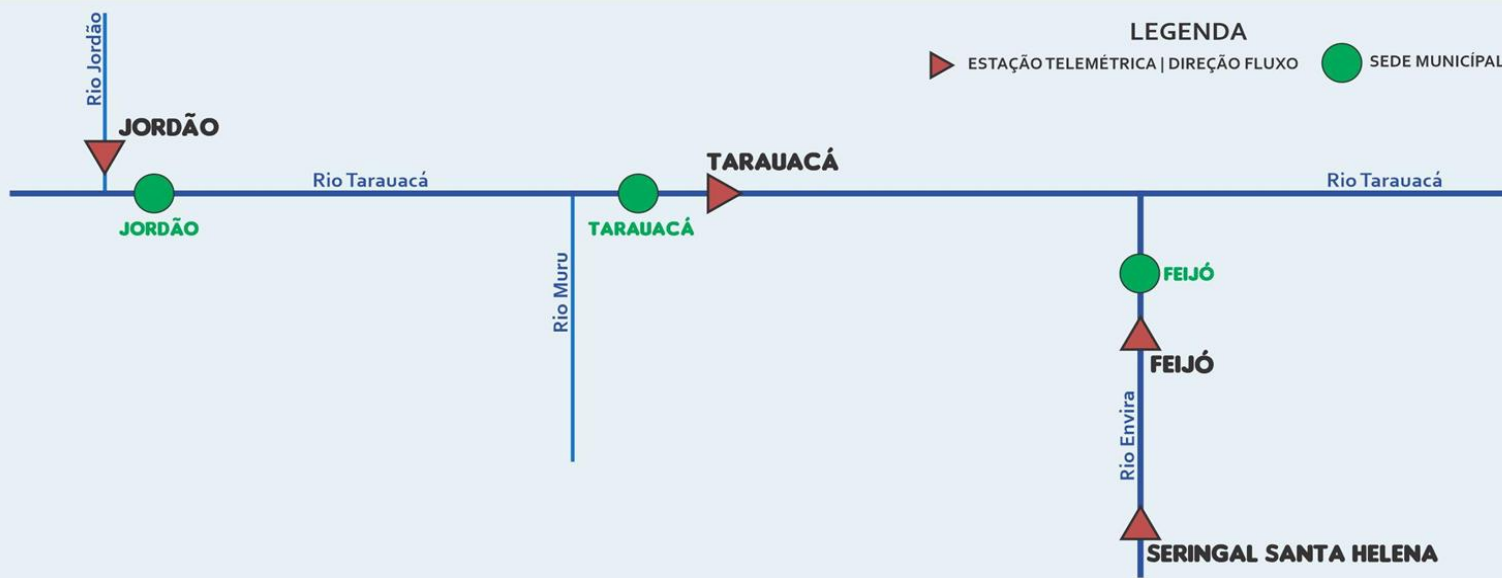 LEGENDA
ESTAÇÃO TELEMÉTRICA | DIREÇÃO FLUXO
SEDE MUNICÍPAL
Rio Jordão
JORDÃO
TARAUACÁ
Rio Tarauacá
Rio Tarauacá
JORDÃO
TARAUACÁ
Rio Muru
FEIJÓ
FEIJÓ
Rio Envira
SERINGAL SANTA HELENA